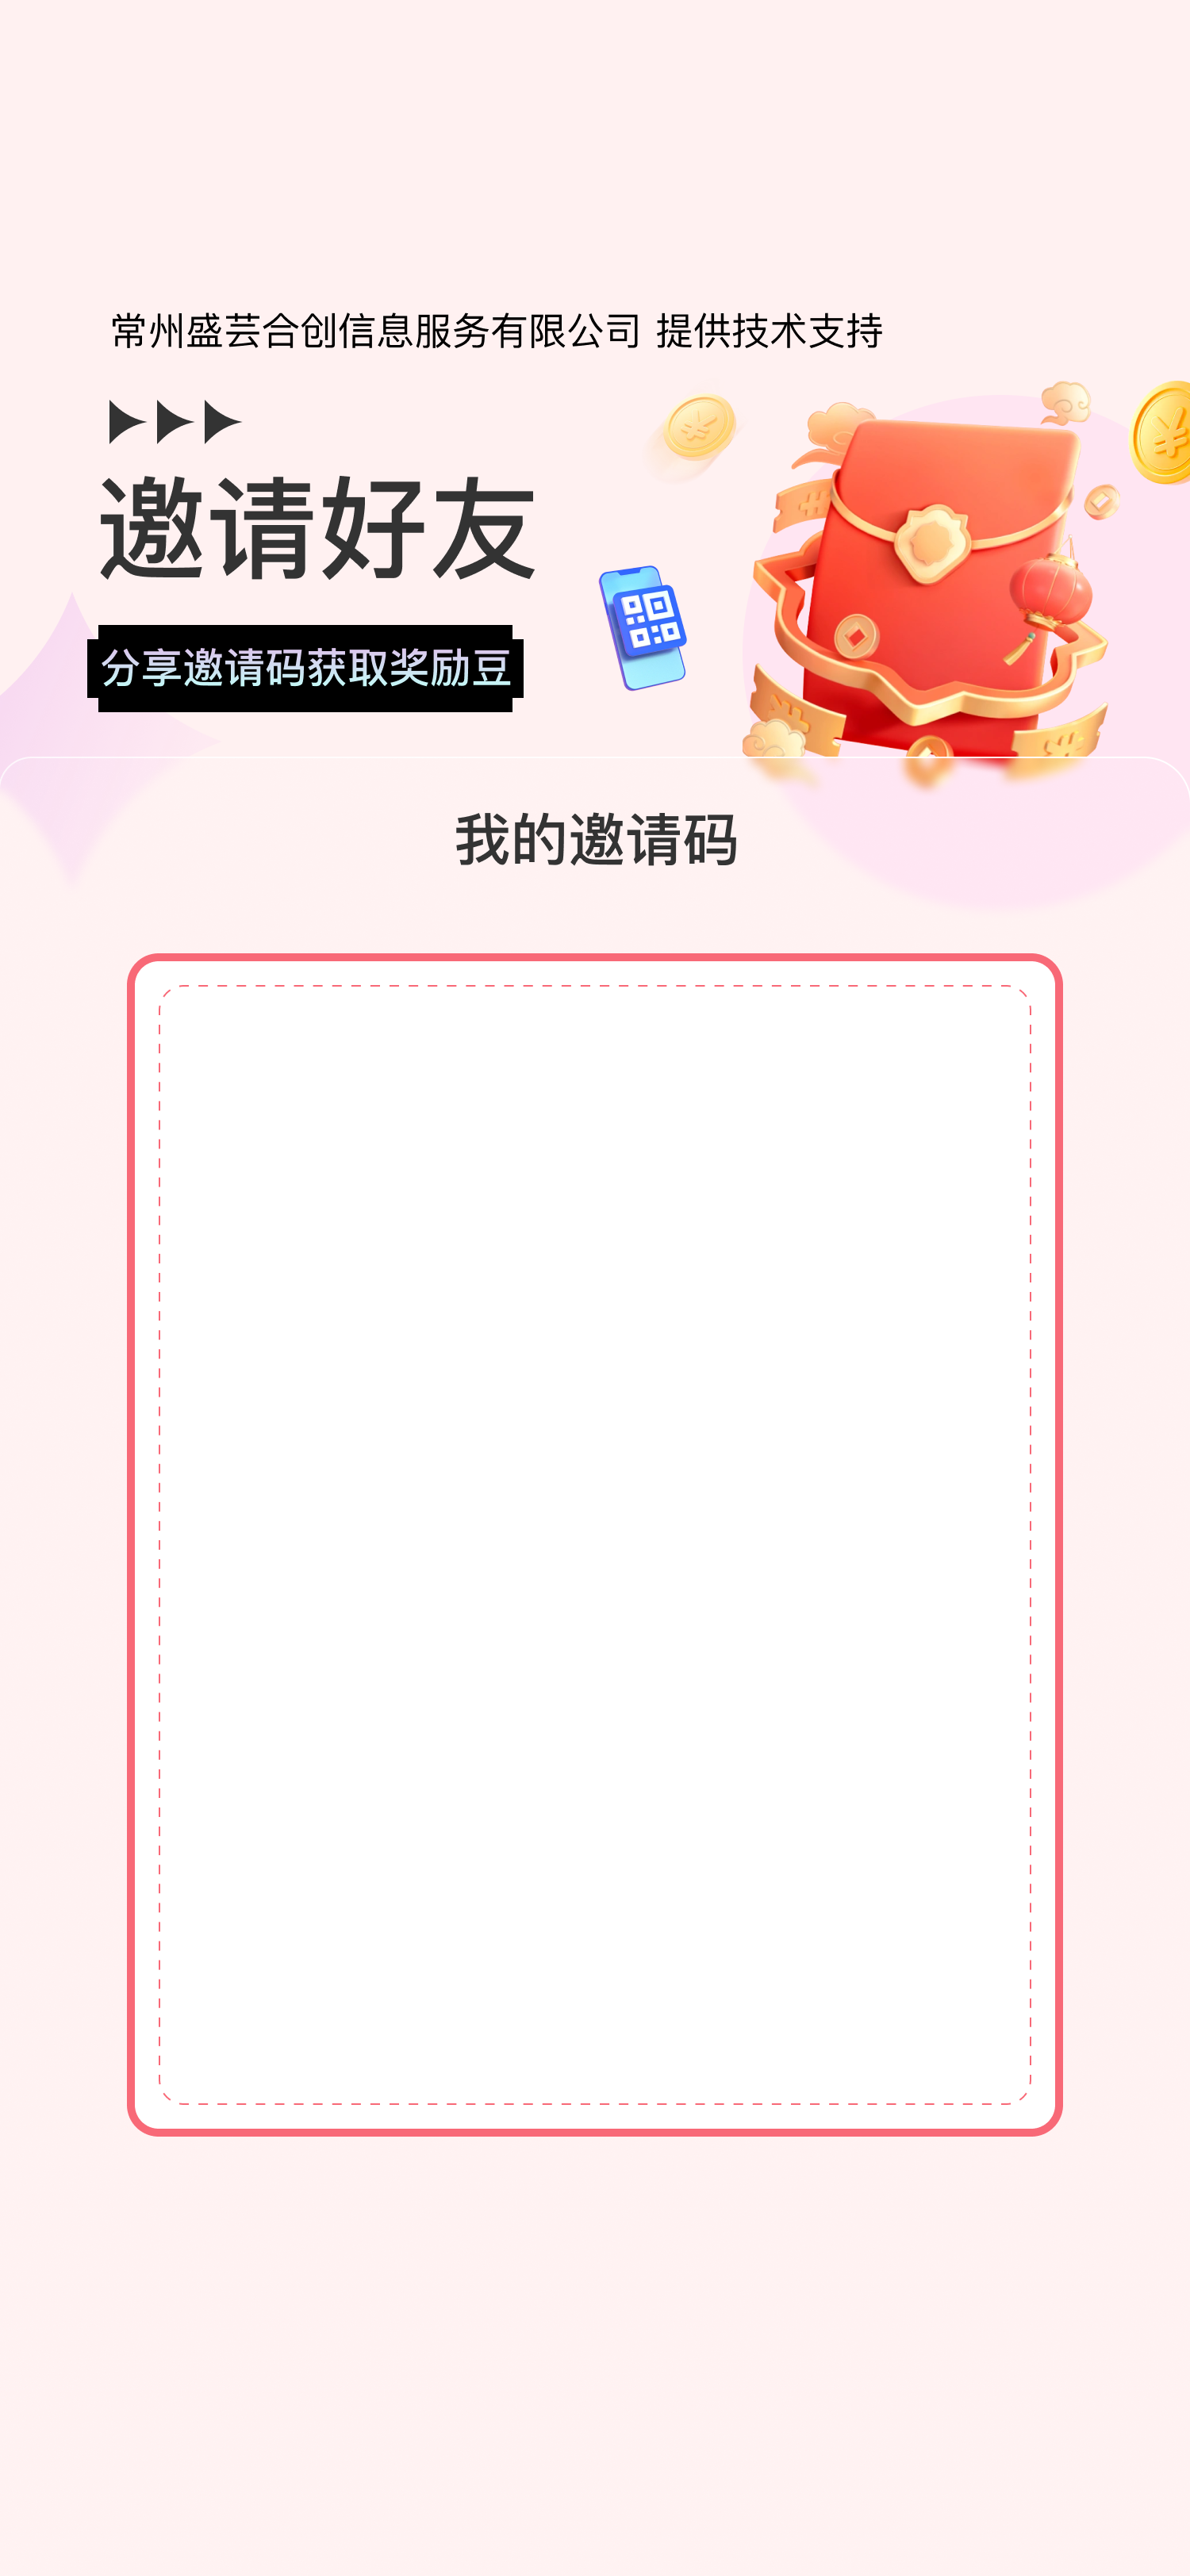 常州盛芸合创信息服务有限公司 提供技术支持
邀请好友
分享邀请码获取奖励豆
我的邀请码